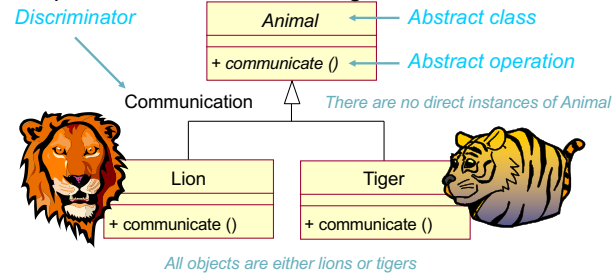 Discriminator
Animal
Abstract class
+ communicate ()
Abstract operation
Communication
There are no direct instances of Animal
Lion
Tiger
+ communicate ()
+ communicate ()
All objects are either lions or tigers